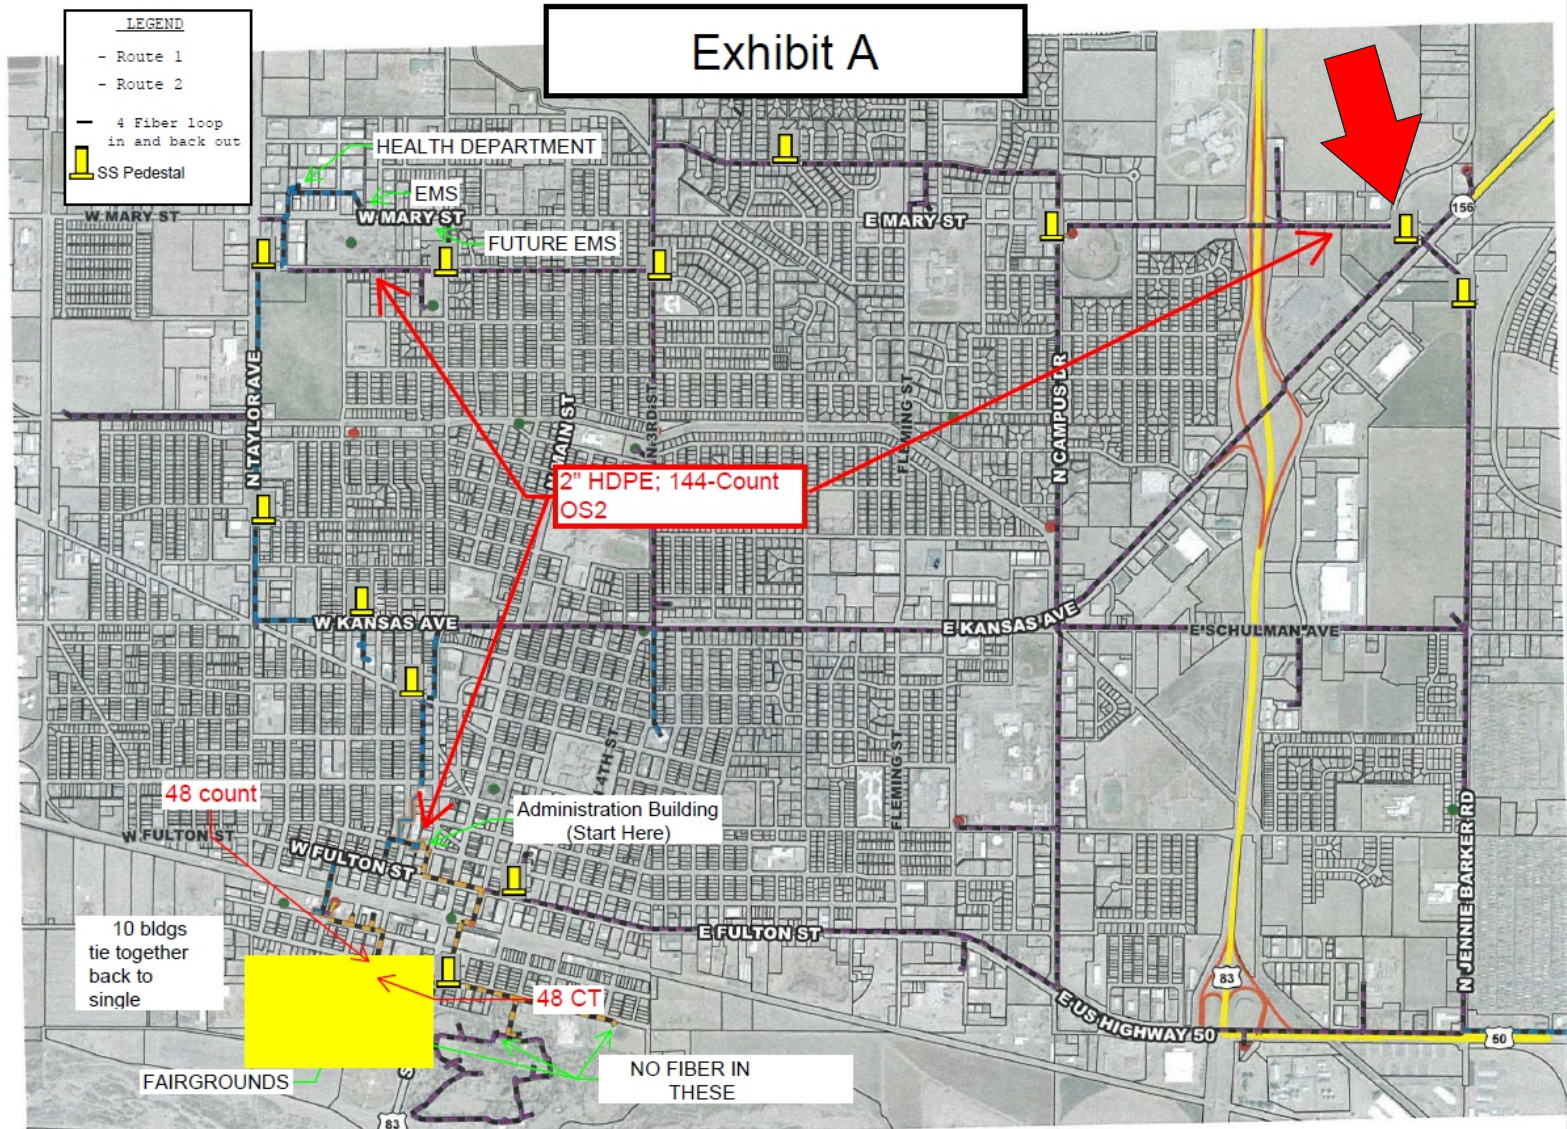 Exhibit A
LEGEND
- Route 1
- Route 2
4 Fiber loop
in and back out
SS Pedestal
HEALTH DEPARTMENT
EMS
W MARY ST
W MARY ST
FUTURE EMS
E MARY ST
156
N TAYLOR AVE
N MAIN ST
N 3RD ST
FLEMING ST
N CAMPUS DR
2" HDPE; 144-Count
OS2
W KANSAS AVE
E KANSAS AVE
E SCHULMAN AVE
4TH ST
FLEMING ST
48 count
Administration Building
(Start Here)
W FULTON ST
W FULTON ST
N JENNIE BARKER RD
10 bldgs
tie together
back to
single
E FULTON ST
83
48 CT
E US HIGHWAY 50
50
FAIRGROUNDS
NO FIBER IN
THESE
S
83